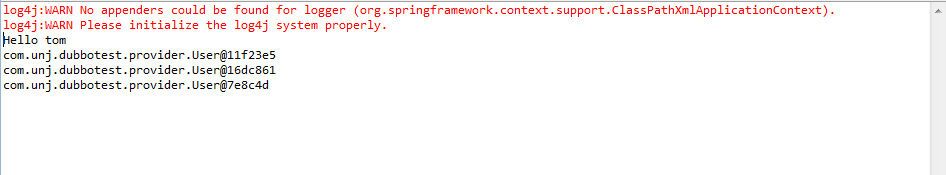 log4j:WARN No appenders could be found for logger (org.springframework.context.support.ClassPathXmlApplicationContext).
log4j:WARN Please initialize the log4j system properly.
Hello tom
com.unj.dubbotest.provider.User@11f23e5
com.unj.dubbotest.provider.User@16dc861
com.unj.dubbotest.provider.User@7e8c4d